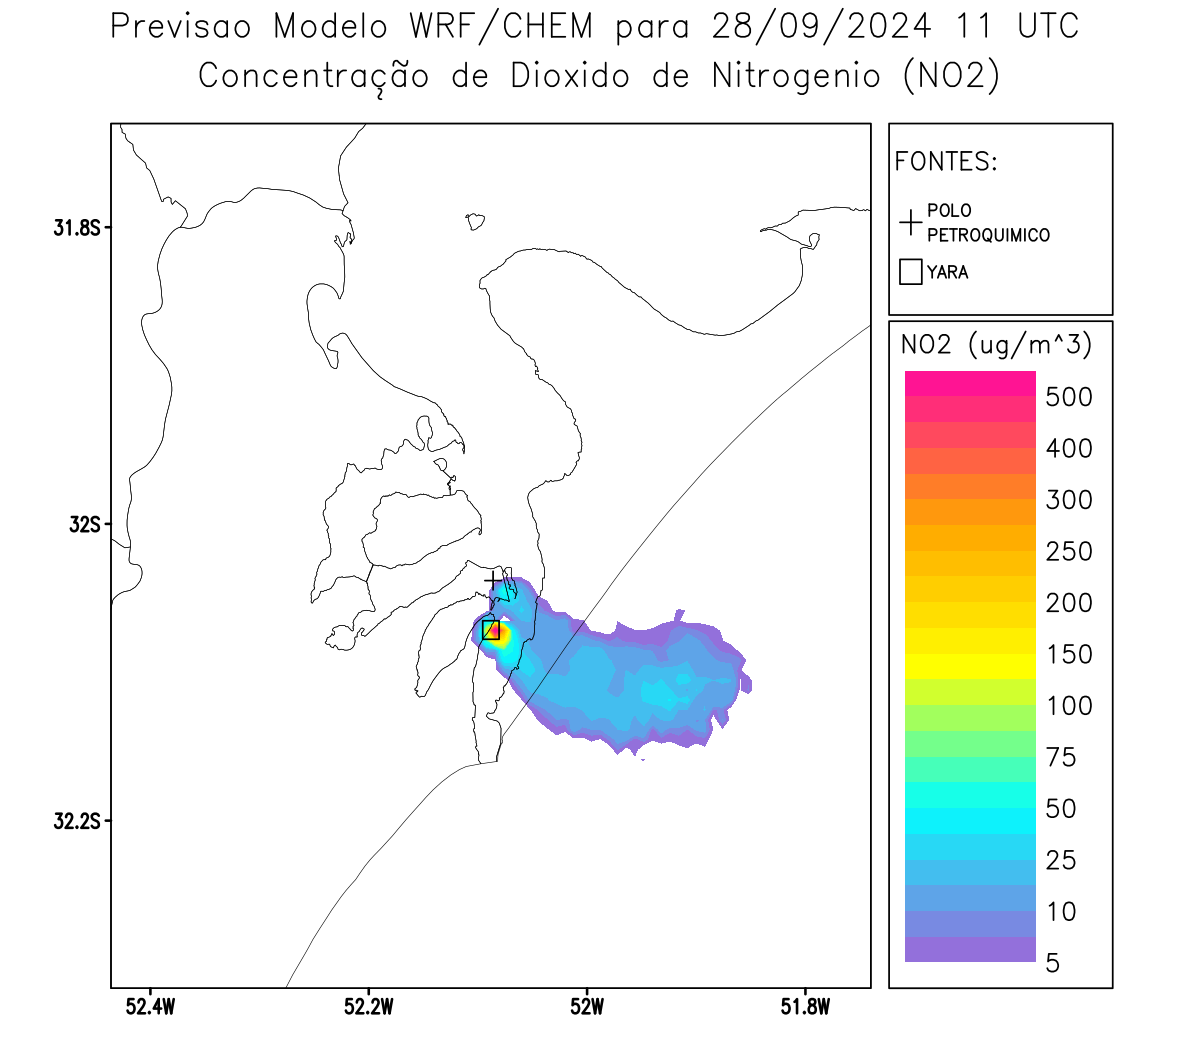 Previsao Modelo WRF/CHEM para 28/09/2024 11 UTC
Concentração de Dioxido de Nitrogenio (NO2)
FONTES:
POLO
PETROQUIMICO
YARA
31.8S
32S
32.2S
52.4W
52.2W
52W
51.8W
NO2 (ug/m^3)
500
400
300
250
200
150
100
75
50
25
10
5